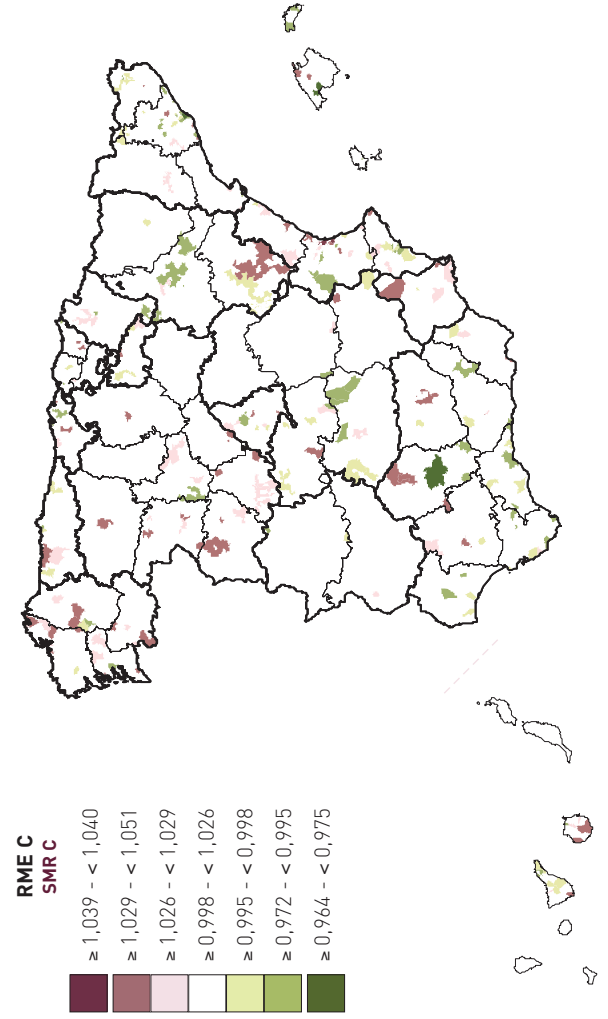 RME C
SMR C
≥ 1,039 - < 1,040
≥ 1,029 - < 1,051
≥ 1,026 - < 1,029
≥ 0,998 - < 1,026
≥ 0,995 - < 0,998
≥ 0,972 - < 0,995
≥ 0,964 - < 0,975